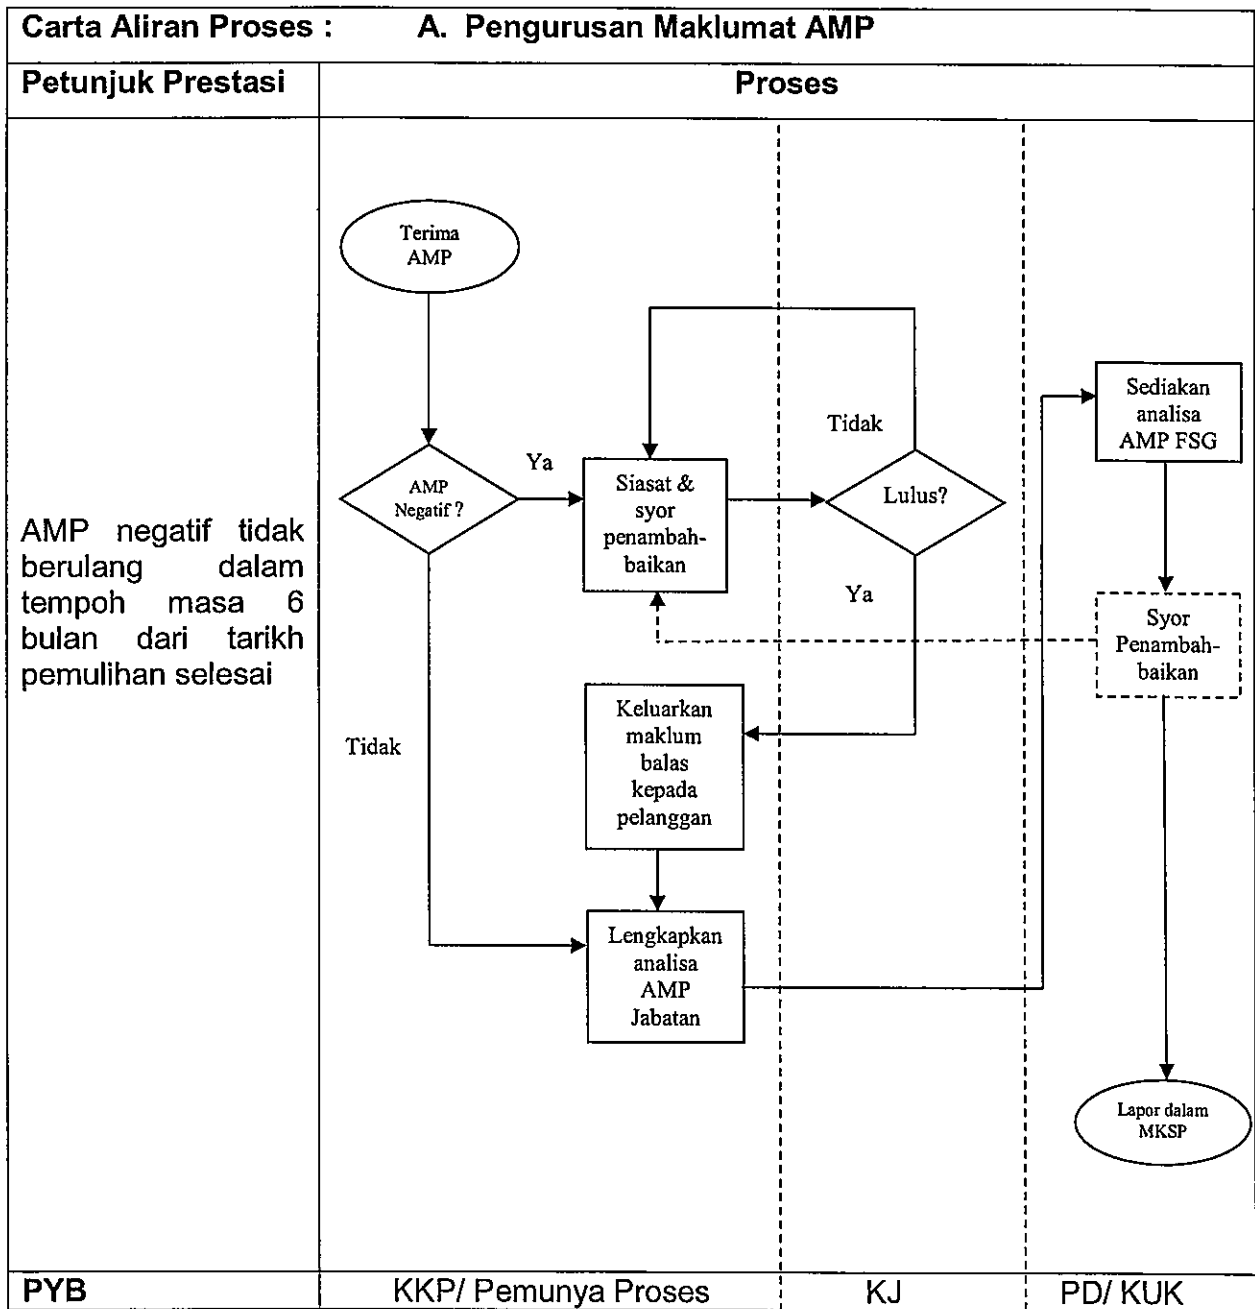 Carta Aliran Proses : A. Pengurusan Maklumat AMP
Petunjuk Prestasi
Proses
AMP negatif tidak
berulang dalam
tempoh masa 6
bulan dari tarikh
pemulihan selesai
Terima
AMP
AMP
Negatif ?
Ya
Tidak
Siasat &
syor
penambah-
baikan
Tidak
Lulus?
Ya
Keluarkan
maklum
balas
kepada
pelanggan
Lengkapkan
analisa
AMP
Jabatan
Sediakan
analisa
AMP FSG
Syor
Penambah-
baikan
Lapor dalam
MKSP
PYB
KKP/ Pemunya Proses
KJ
PD/ KUK